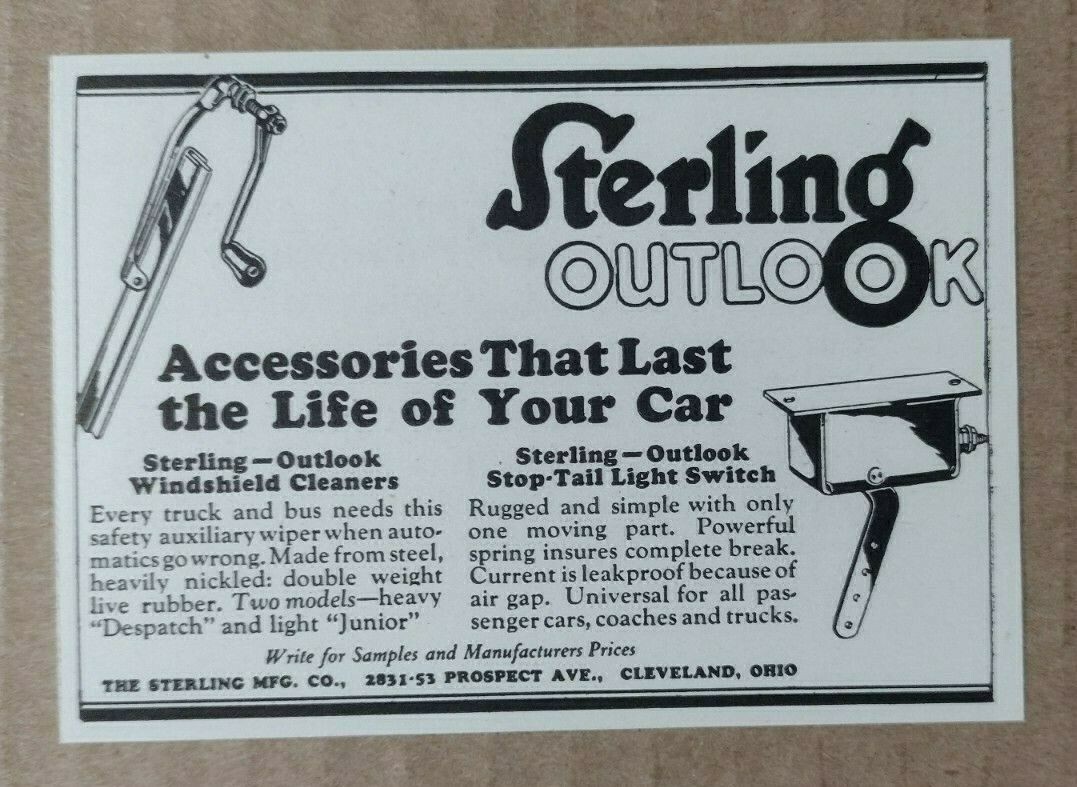 Sterling
OUTLOOK
Accessories That Last
the Life of Your Car
Sterling—Outlook
Windshield Cleaners
Every truck and bus needs this
safety auxiliary wiper when auto-
matics go wrong. Made from steel,
heavily nickled: double weight
live rubber. Two models—heavy
"Despatch" and light "Junior"
Sterling—Outlook
Stop-Tail Light Switch
Rugged and simple with only
one moving part. Powerful
spring insures complete break.
Current is leakproof because of
air gap. Universal for all pas-
senger cars, coaches and trucks.
Write for Samples and Manufacturers Prices
THE STERLING MFG. CO., 2831-53 PROSPECT AVE., CLEVELAND, OHIO